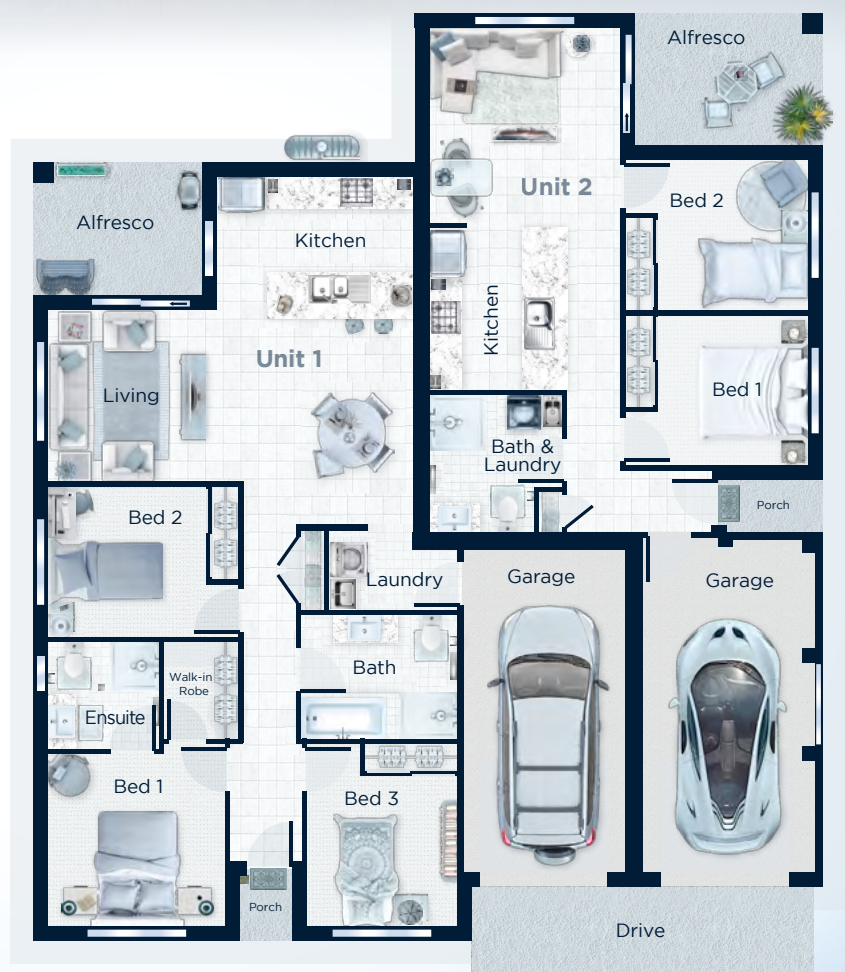 Alfresco
Unit 2
Bed 2
Kitchen
Bed 1
Bath &
Laundry
Porch
Alfresco
Kitchen
Unit 1
Living
Bed 2
Laundry
Garage
Garage
Bath
Walk-in
Robe
Ensuite
Bed 1
Bed 3
Porch
Drive